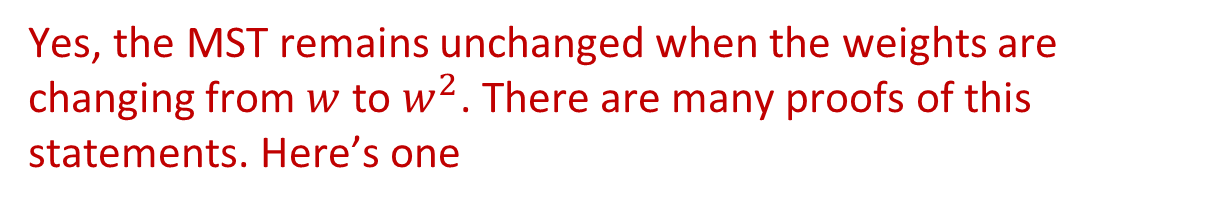 Yes, the MST remains unchanged when the weights are
changing from w to w². There are many proofs of this
statements. Here’s one